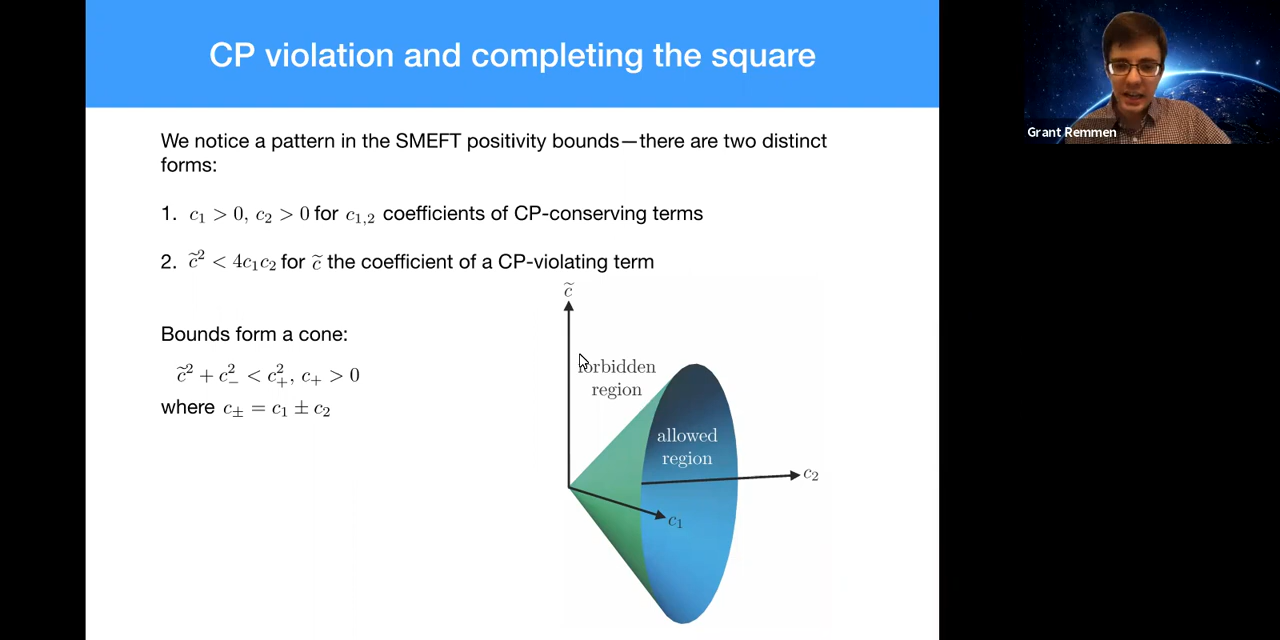 CP violation and completing the square
Grant Remmen
We notice a pattern in the SMEFT positivity bounds—there are two distinct
forms:
1. c₁ > 0, c₂ > 0 for c₁,₂ coefficients of CP-conserving terms
2. c̃² < 4c₁c₂ for c̃ the coefficient of a CP-violating term
c̃
Bounds form a cone:
forbidden
region
c̃² + c₋² < c₊², c₊ > 0
where c± = c₁ ± c₂
allowed
region
c₂
c₁